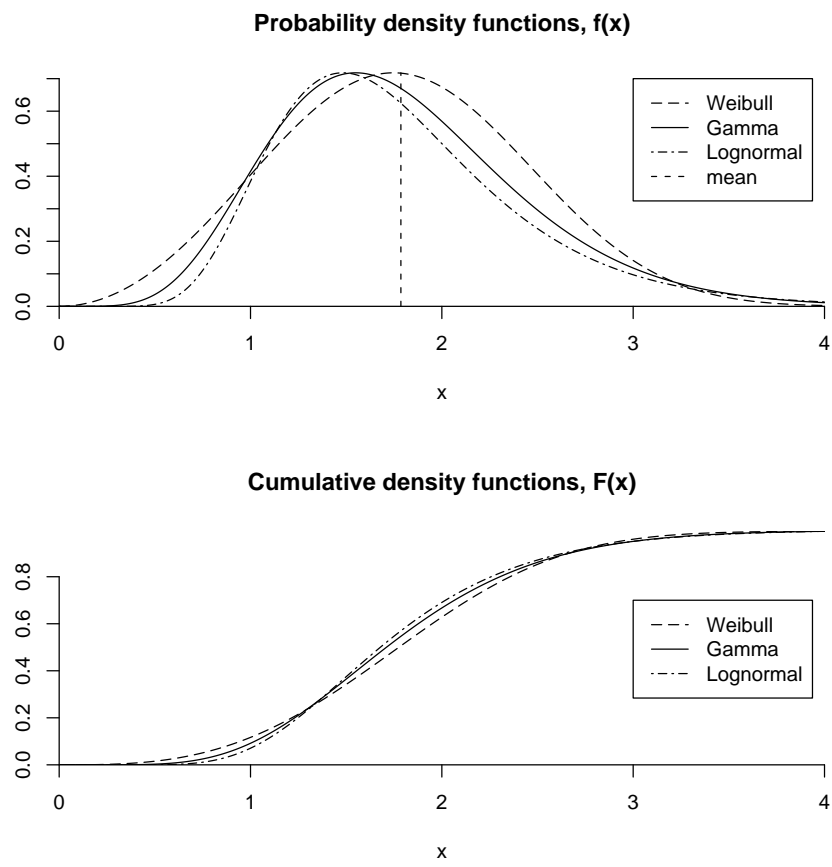 Probability density functions, f(x)
0.0 0.2 0.4 0.6
Weibull
Gamma
Lognormal
mean
0 1 2 3 4
x
Cumulative density functions, F(x)
0.0 0.2 0.4 0.6 0.8
Weibull
Gamma
Lognormal
0 1 2 3 4
x